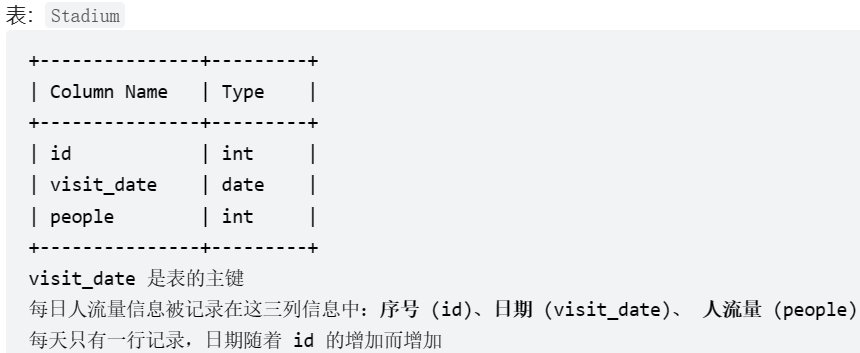 表: Stadium
+---------------+---------+
| Column Name   | Type    |
+---------------+---------+
| id            | int     |
| visit_date    | date    |
| people        | int     |
+---------------+---------+
visit_date 是表的主键
每日人流量信息被记录在这三列信息中：序号 (id)、日期 (visit_date)、 人流量 (people)
每天只有一行记录，日期随着 id 的增加而增加